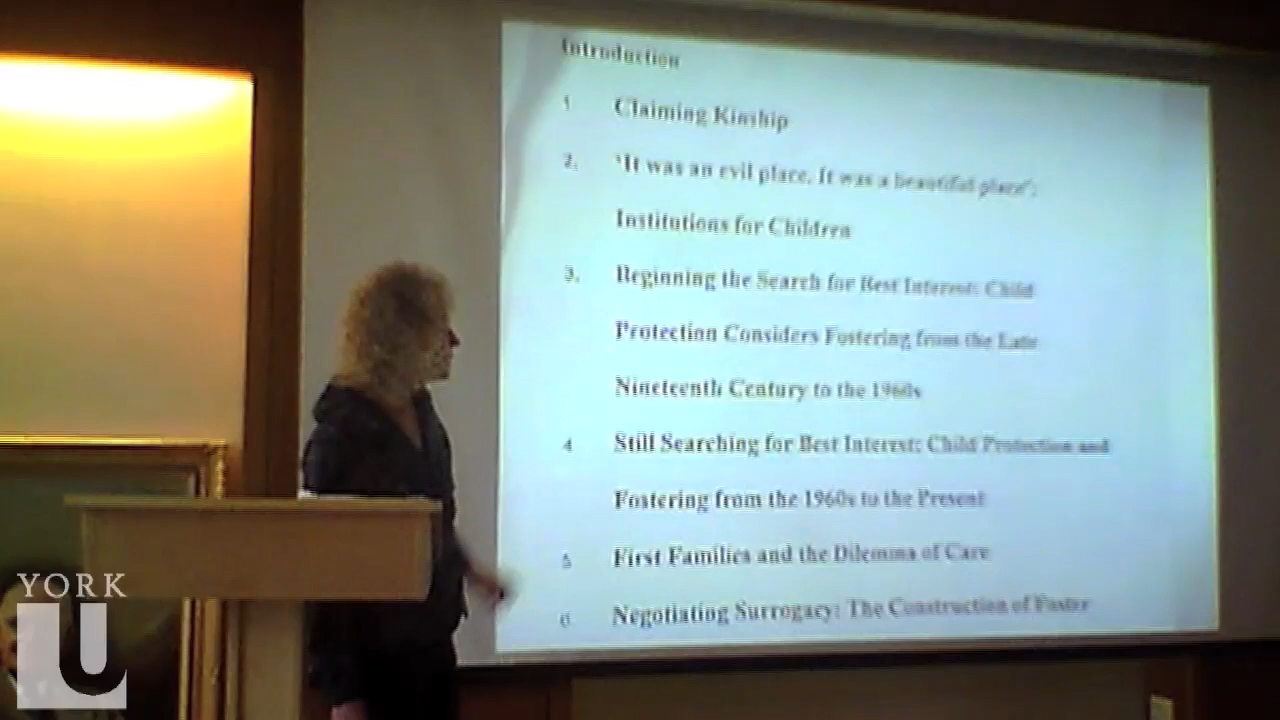 Introduction
1 Claiming Kinship
2. "It was an evil place. It was a beautiful place":
Institutions for Children
3. Beginning the Search for Best Interest: Child
Protection Considers Fostering from the Late
Nineteenth Century to the 1960s
4 Still Searching for Best Interest: Child Protection and
Fostering from the 1960s to the Present
5 First Families and the Dilemma of Care
6 Negotiating Surrogacy: The Construction of Foster
YORK
U